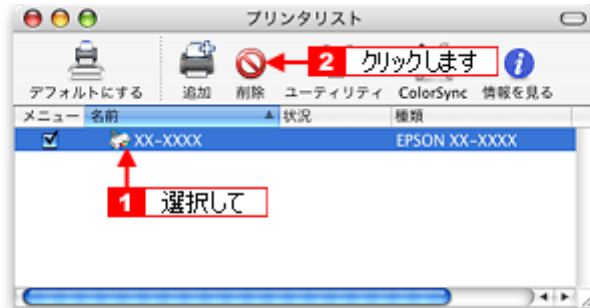 プリンタリスト
2 クリックします
デフォルトにする 追加 削除 ユーティリティ ColorSync 情報を見る
メニュー 名前 状況 種類
XX-XXXX EPSON XX-XXXX
1 選択して